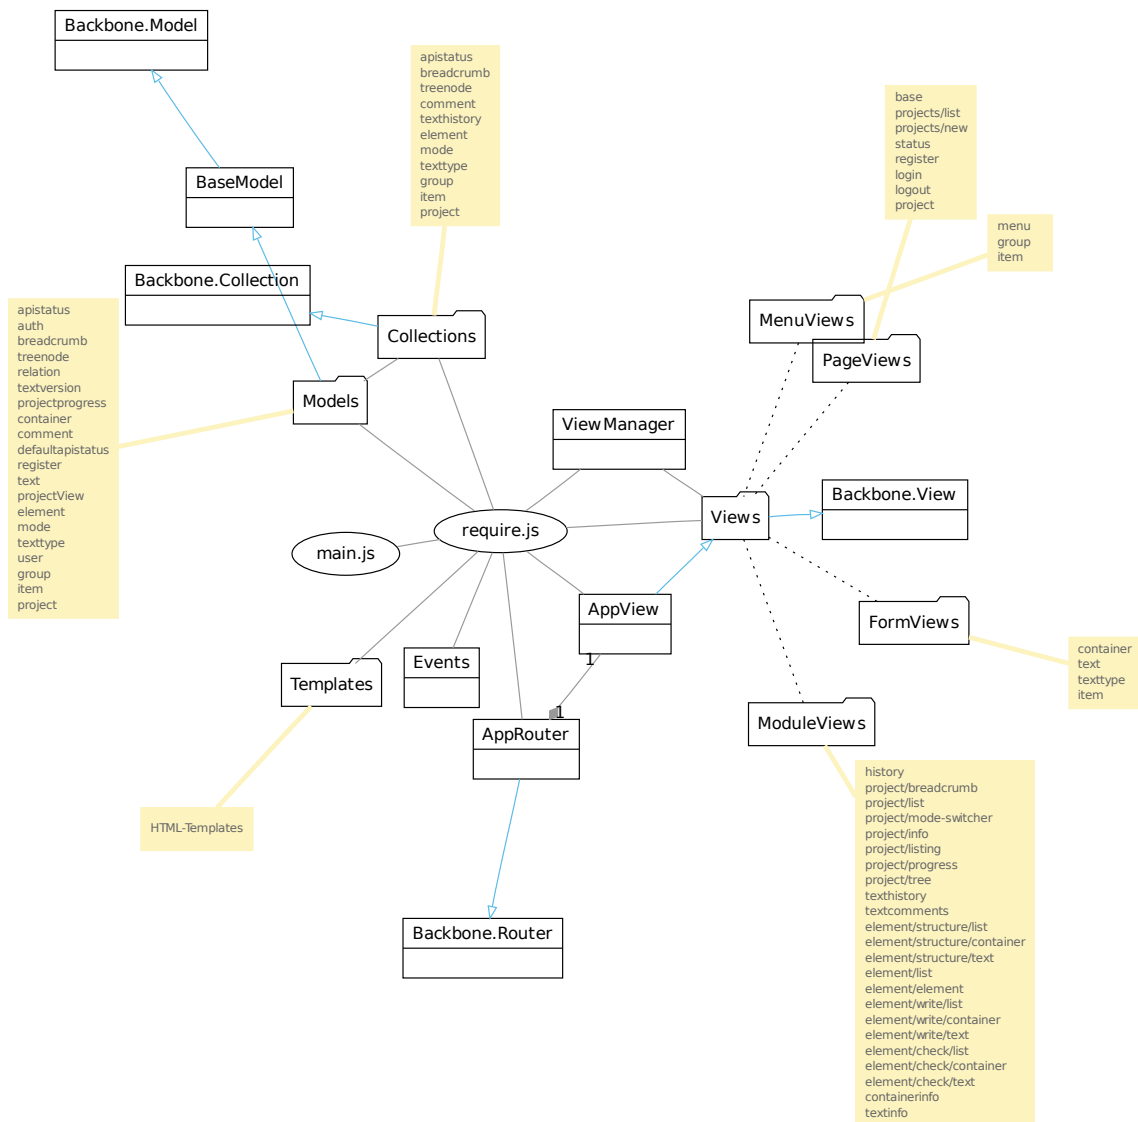 Backbone.Model
apistatus
breadcrumb
treenode
comment
texthistory
element
mode
texttype
group
item
project
base
projects/list
projects/new
status
register
login
logout
project
BaseModel
menu
group
item
Backbone.Collection
apistatus
auth
breadcrumb
treenode
relation
textversion
projectprogress
container
comment
defaultapistatus
register
text
projectView
element
mode
texttype
user
group
item
project
Collections
MenuViews
PageViews
Models
ViewManager
Views
Backbone.View
require.js
main.js
AppView
1
FormViews
container
text
texttype
item
Events
Templates
1
AppRouter
ModuleViews
history
project/breadcrumb
project/list
project/mode-switcher
project/info
project/listing
project/progress
project/tree
texthistory
textcomments
element/structure/list
element/structure/container
element/structure/text
element/list
element/element
element/write/list
element/write/container
element/write/text
element/check/list
element/check/container
element/check/text
containerinfo
textinfo
HTML-Templates
Backbone.Router